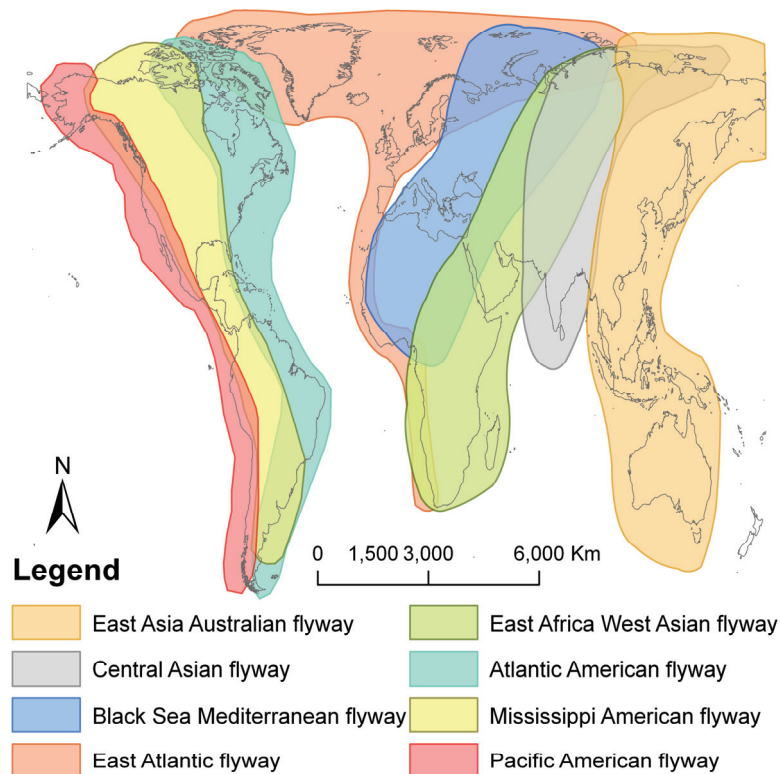 N
0 1,500 3,000 6,000 Km
Legend
East Asia Australian flyway
East Africa West Asian flyway
Central Asian flyway
Atlantic American flyway
Black Sea Mediterranean flyway
Mississippi American flyway
East Atlantic flyway
Pacific American flyway